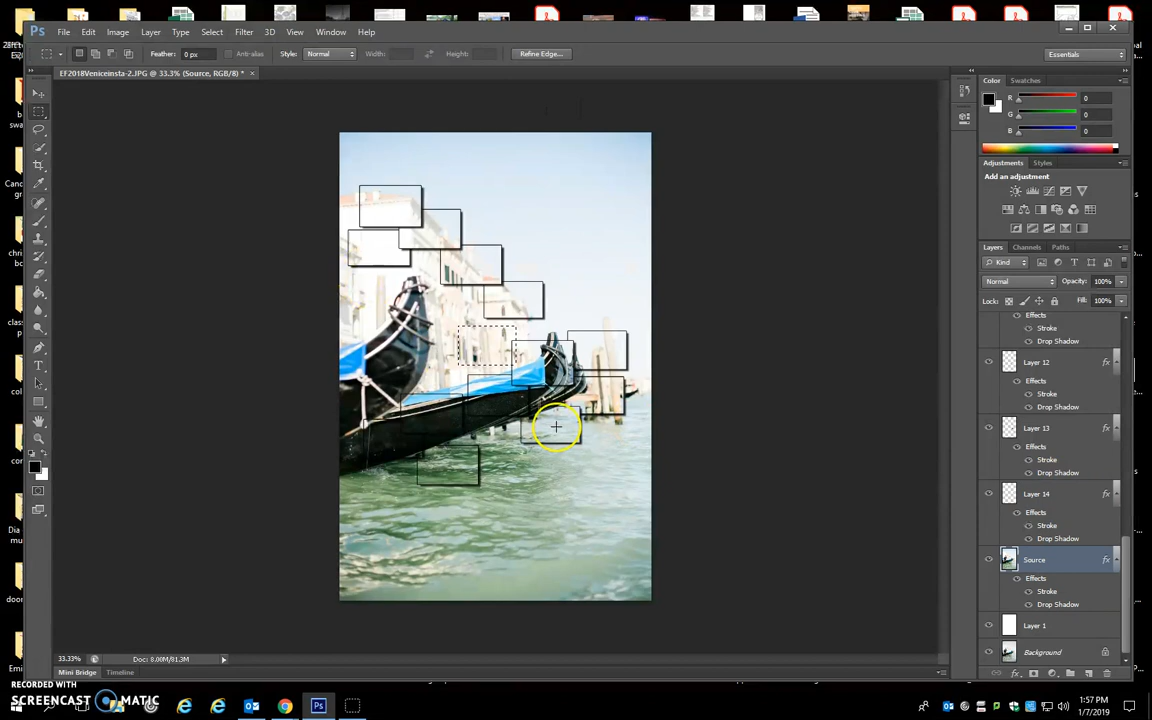 Ps File Edit Image Layer Type Select Filter 3D View Window Help
Feather: 0 px Anti-alias Style: Normal Width: Height: Refine Edge... Essentials
EF2018Veniceinsta-2.JPG @ 33.3% (Source, RGB/8) * ×
Color Swatches
R 0
G 0
B 0
Adjustments Styles
Add an adjustment
Layers Channels Paths
Kind
Normal Opacity: 100%
Lock: Fill: 100%
Effects
Stroke
Drop Shadow
Layer 12 fx
Effects
Stroke
Drop Shadow
Layer 13 fx
Effects
Stroke
Drop Shadow
Layer 14 fx
Effects
Stroke
Drop Shadow
Source fx
Effects
Stroke
Drop Shadow
Layer 1
Background
33.33% Doc: 8.00M/81.3M
Mini Bridge Timeline
RECORDED WITH
SCREENCAST MATIC
1:57 PM
1/7/2019